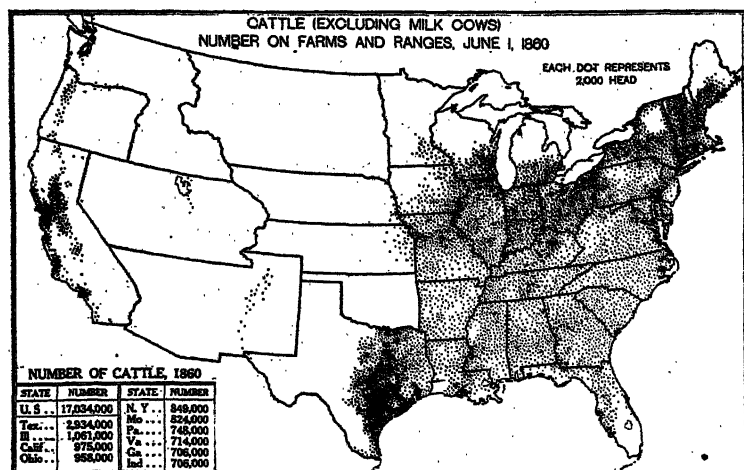 CATTLE (EXCLUDING MILK COWS)
NUMBER ON FARMS AND RANGES, JUNE 1, 1860
EACH DOT REPRESENTS
2,000 HEAD
NUMBER OF CATTLE, 1860
STATE NUMBER STATE NUMBER
U. S... 17,034,000 N. Y.. 849,000
Tex... 2,934,000 Mo... 824,000
Ill.... 1,061,000 Pa... 748,000
Calif.. 975,000 Va... 714,000
Ohio.. 958,000 Ga... 706,000
Ind... 706,000